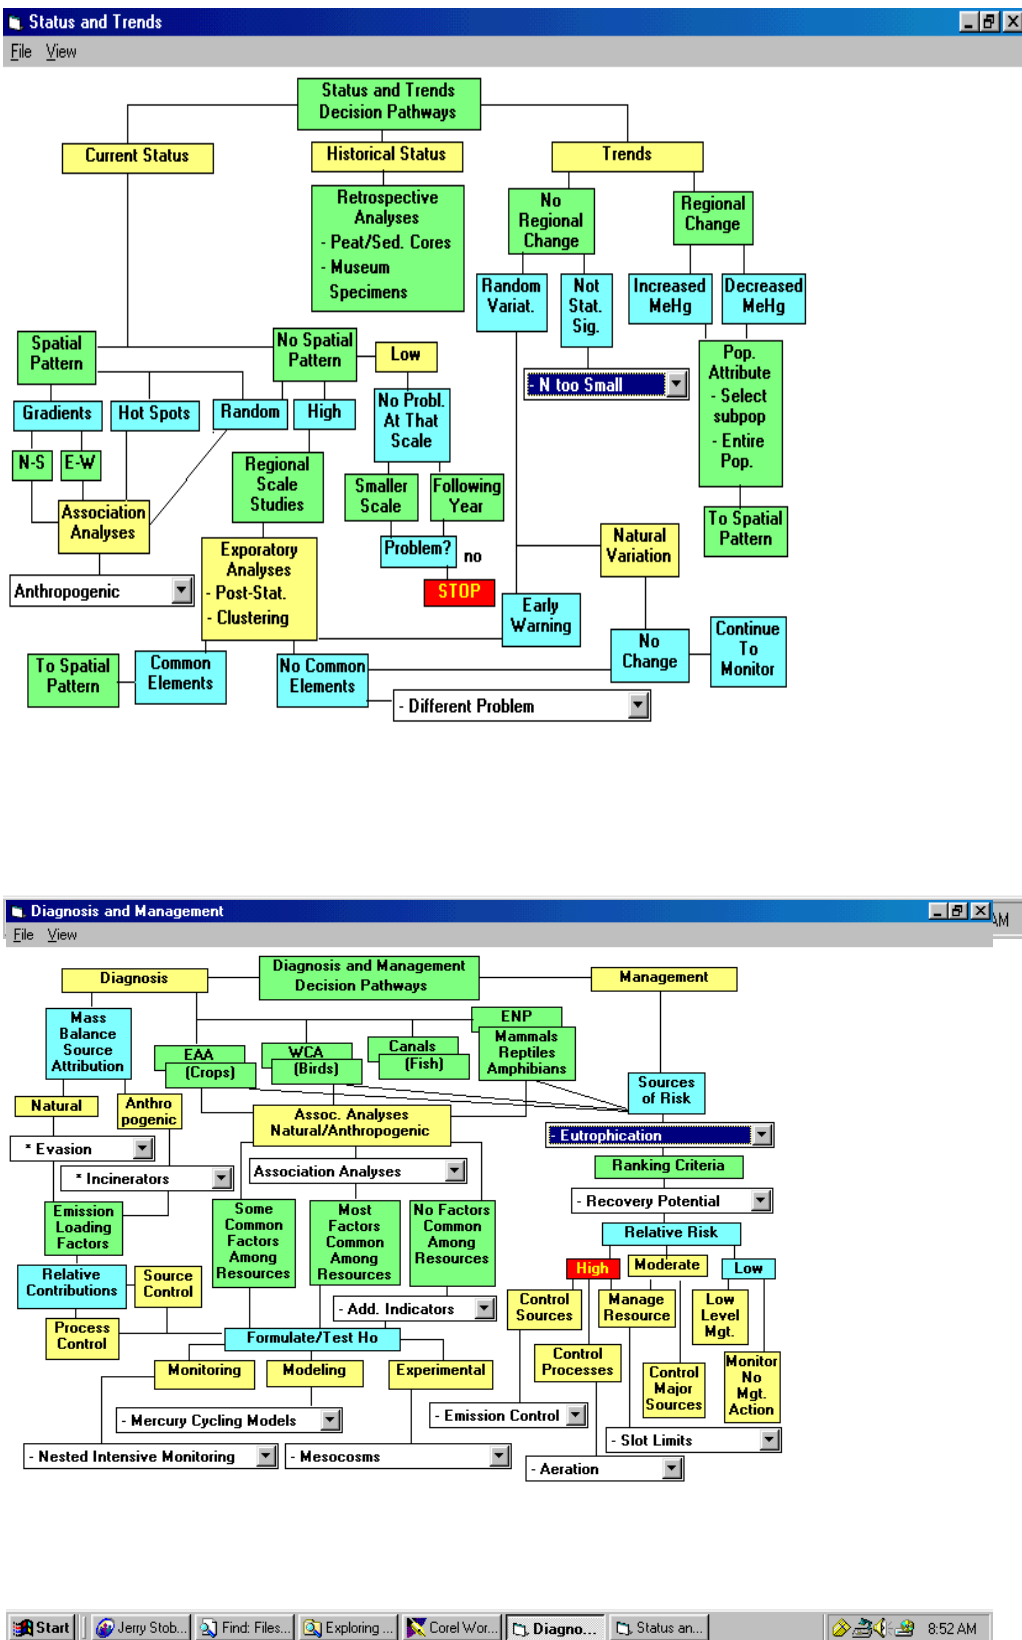 Status and Trends
File View
Status and Trends
Decision Pathways
Current Status
Historical Status
Trends
Retrospective
Analyses
- Peat/Sed. Cores
- Museum
Specimens
No
Regional
Change
Regional
Change
Random
Variat.
Not
Stat.
Sig.
Increased
MeHg
Decreased
MeHg
Spatial
Pattern
No Spatial
Pattern
Low
- N too Small
Pop.
Attribute
- Select
subpop
- Entire
Pop.
Gradients
Hot Spots
Random
High
No Probl.
At That
Scale
N-S
E-W
Regional
Scale
Studies
Smaller
Scale
Following
Year
Association
Analyses
To Spatial
Pattern
Natural
Variation
Exporatory
Analyses
- Post-Stat.
- Clustering
Problem?
no
STOP
Anthropogenic
Early
Warning
No
Change
Continue
To
Monitor
To Spatial
Pattern
Common
Elements
No Common
Elements
- Different Problem
Diagnosis and Management
AM
File View
Diagnosis and Management
Decision Pathways
Diagnosis
Management
Mass
Balance
Source
Attribution
ENP
Mammals
Reptiles
Amphibians
EAA
(Crops)
WCA
(Birds)
Canals
(Fish)
Sources
of Risk
Natural
Anthro
pogenic
Assoc. Analyses
Natural/Anthropogenic
- Eutrophication
* Evasion
* Incinerators
Association Analyses
Ranking Criteria
- Recovery Potential
Emission
Loading
Factors
Some
Common
Factors
Among
Resources
Most
Factors
Common
Among
Resources
No Factors
Common
Among
Resources
Relative Risk
High
Moderate
Low
Relative
Contributions
Source
Control
- Add. Indicators
Control
Sources
Manage
Resource
Low
Level
Mgt.
Process
Control
Formulate/Test Ho
Control
Processes
Monitoring
Modeling
Experimental
Control
Major
Sources
Monitor
No
Mgt.
Action
- Mercury Cycling Models
- Emission Control
- Slot Limits
- Nested Intensive Monitoring
- Mesocosms
- Aeration
Start
Jerry Stob...
Find: Files...
Exploring ...
Corel Wor...
Diagno...
Status an...
8:52 AM